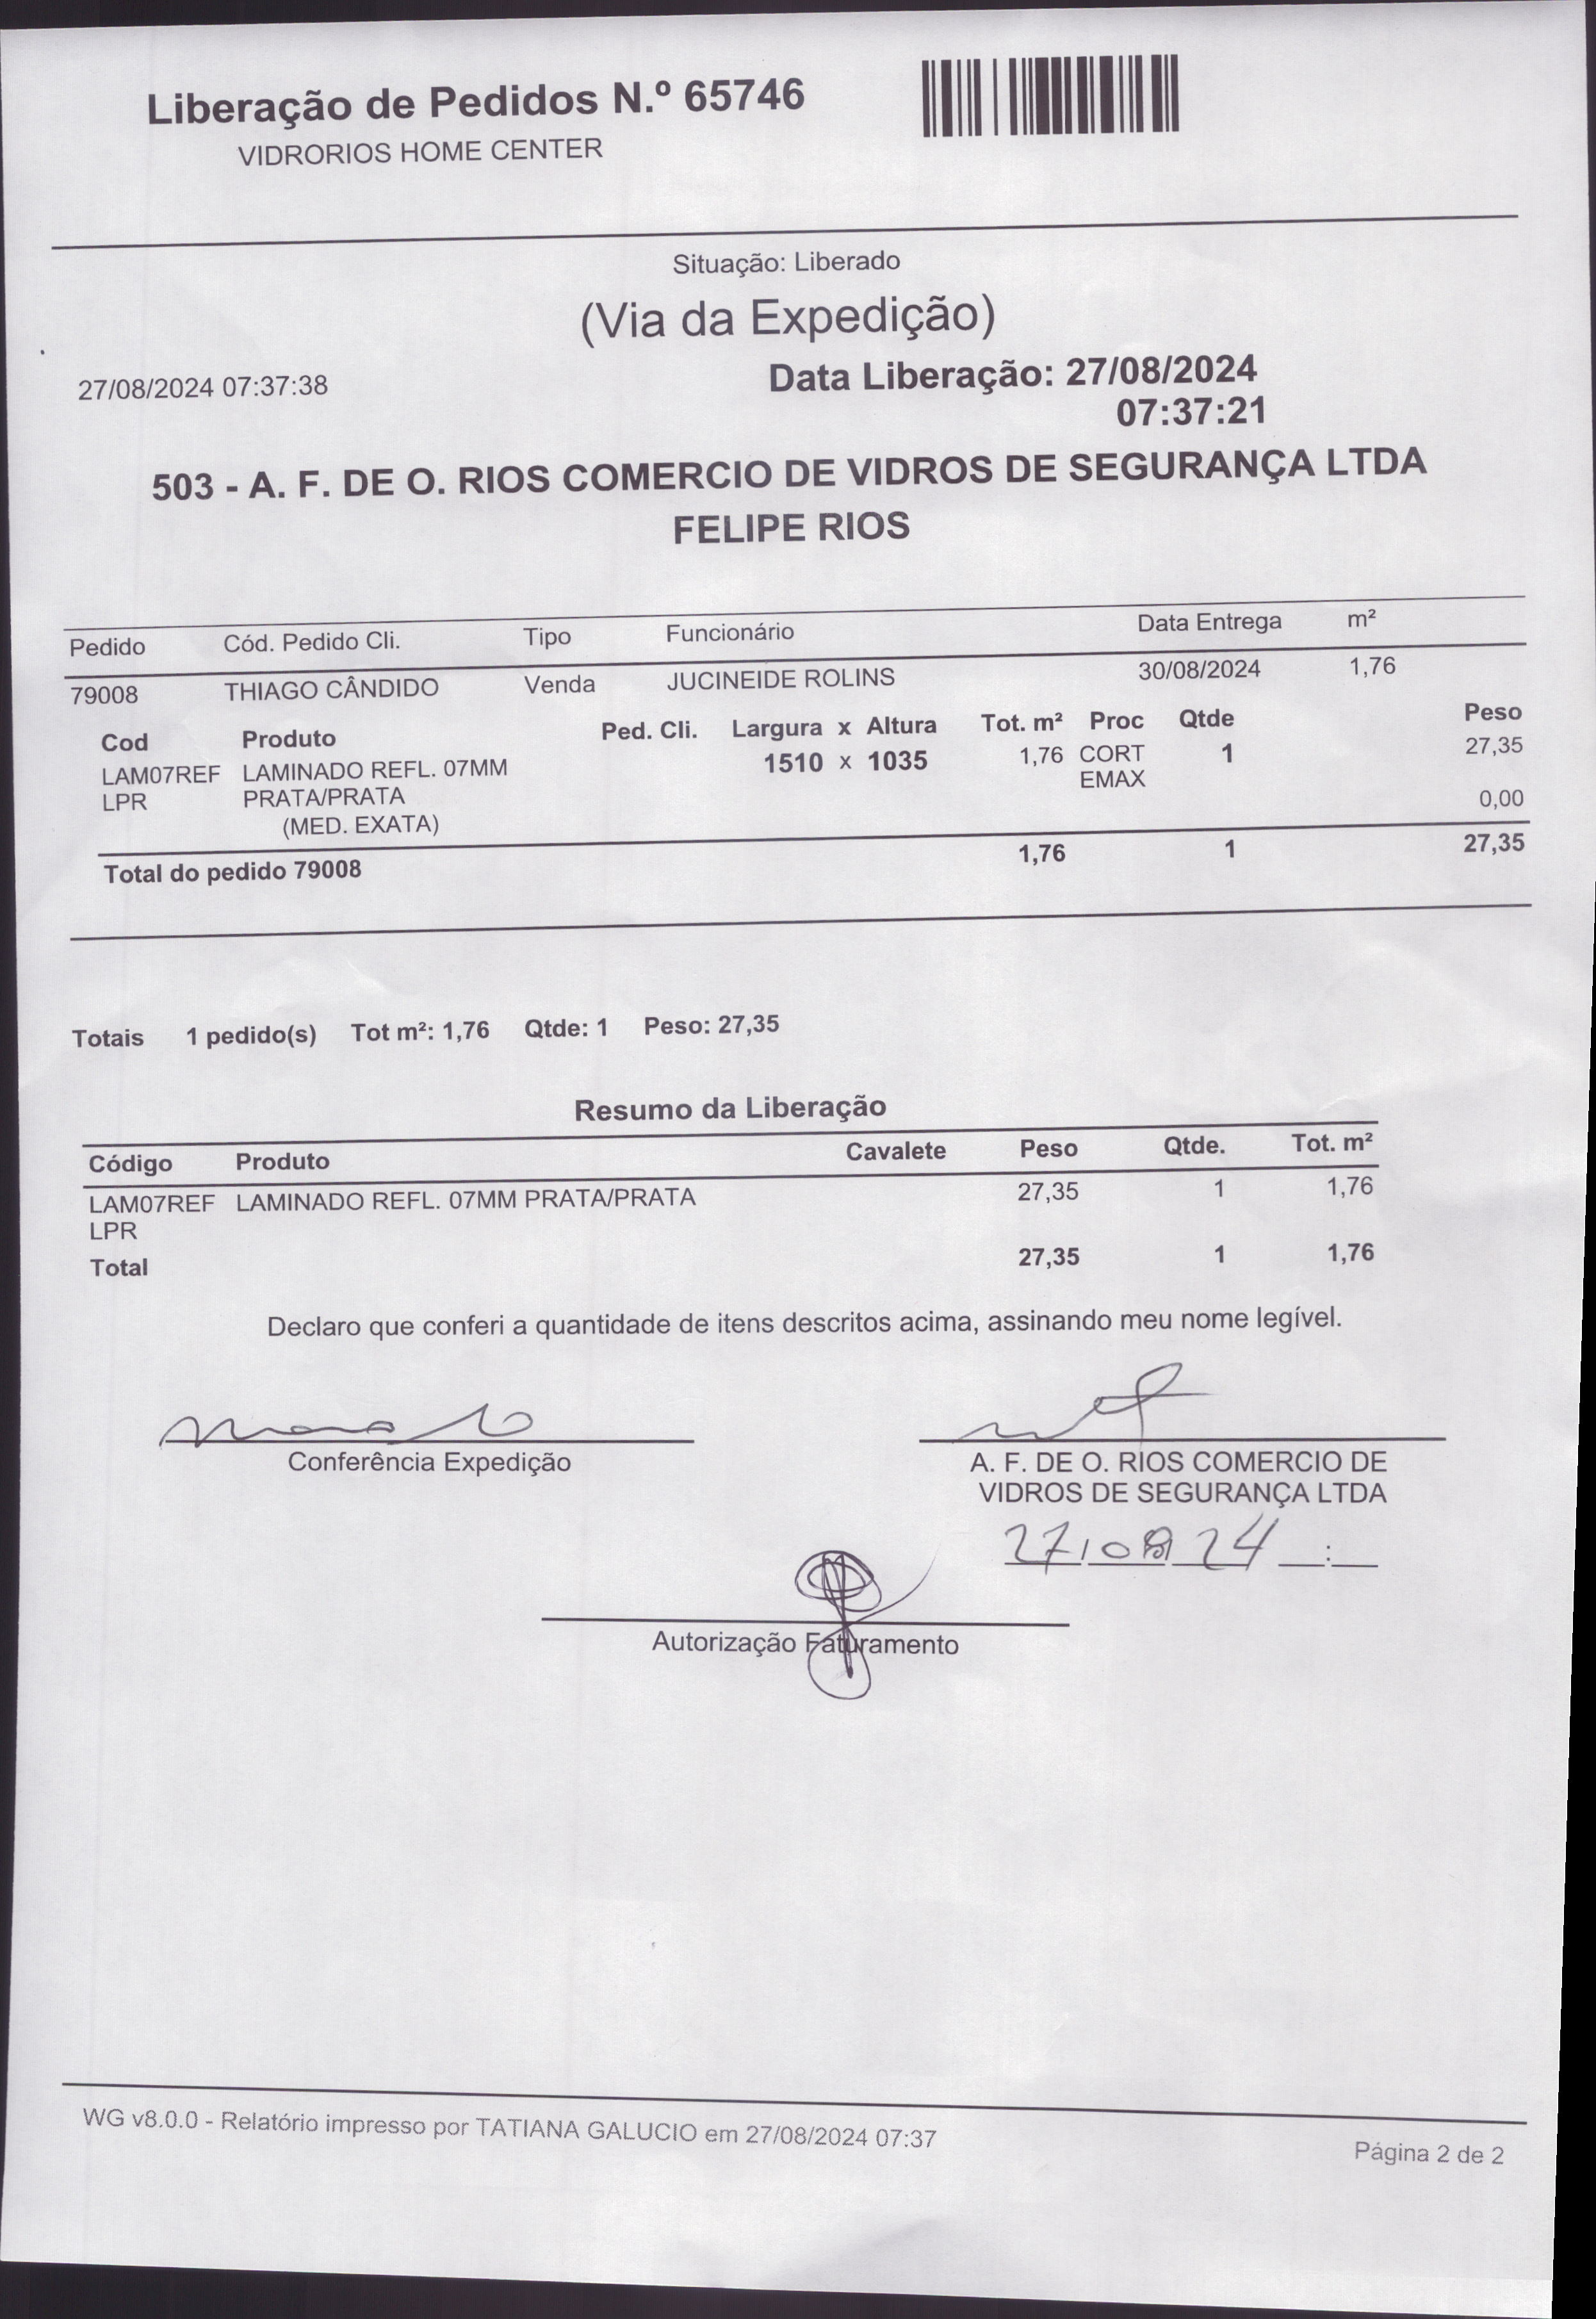 Liberação de Pedidos N.º 65746
VIDRORIOS HOME CENTER
Situação: Liberado
(Via da Expedição)
27/08/2024 07:37:38
Data Liberação: 27/08/2024
07:37:21
503 - A. F. DE O. RIOS COMERCIO DE VIDROS DE SEGURANÇA LTDA
FELIPE RIOS
Pedido Cód. Pedido Cli. Tipo Funcionário Data Entrega m²
79008 THIAGO CÂNDIDO Venda JUCINEIDE ROLINS 30/08/2024 1,76
Cod Produto Ped. Cli. Largura x Altura Tot. m² Proc Qtde Peso
LAM07REF LAMINADO REFL. 07MM 1510 x 1035 1,76 CORT 1 27,35
LPR PRATA/PRATA EMAX
(MED. EXATA) 0,00
Total do pedido 79008 1,76 1 27,35
Totais 1 pedido(s) Tot m²: 1,76 Qtde: 1 Peso: 27,35
Resumo da Liberação
Código Produto Cavalete Peso Qtde. Tot. m²
LAM07REF LAMINADO REFL. 07MM PRATA/PRATA 27,35 1 1,76
LPR
Total 27,35 1 1,76
Declaro que conferi a quantidade de itens descritos acima, assinando meu nome legível.
Conferência Expedição
A. F. DE O. RIOS COMERCIO DE
VIDROS DE SEGURANÇA LTDA
27/08/24 __:__
Autorização Faturamento
WG v8.0.0 - Relatório impresso por TATIANA GALUCIO em 27/08/2024 07:37
Página 2 de 2